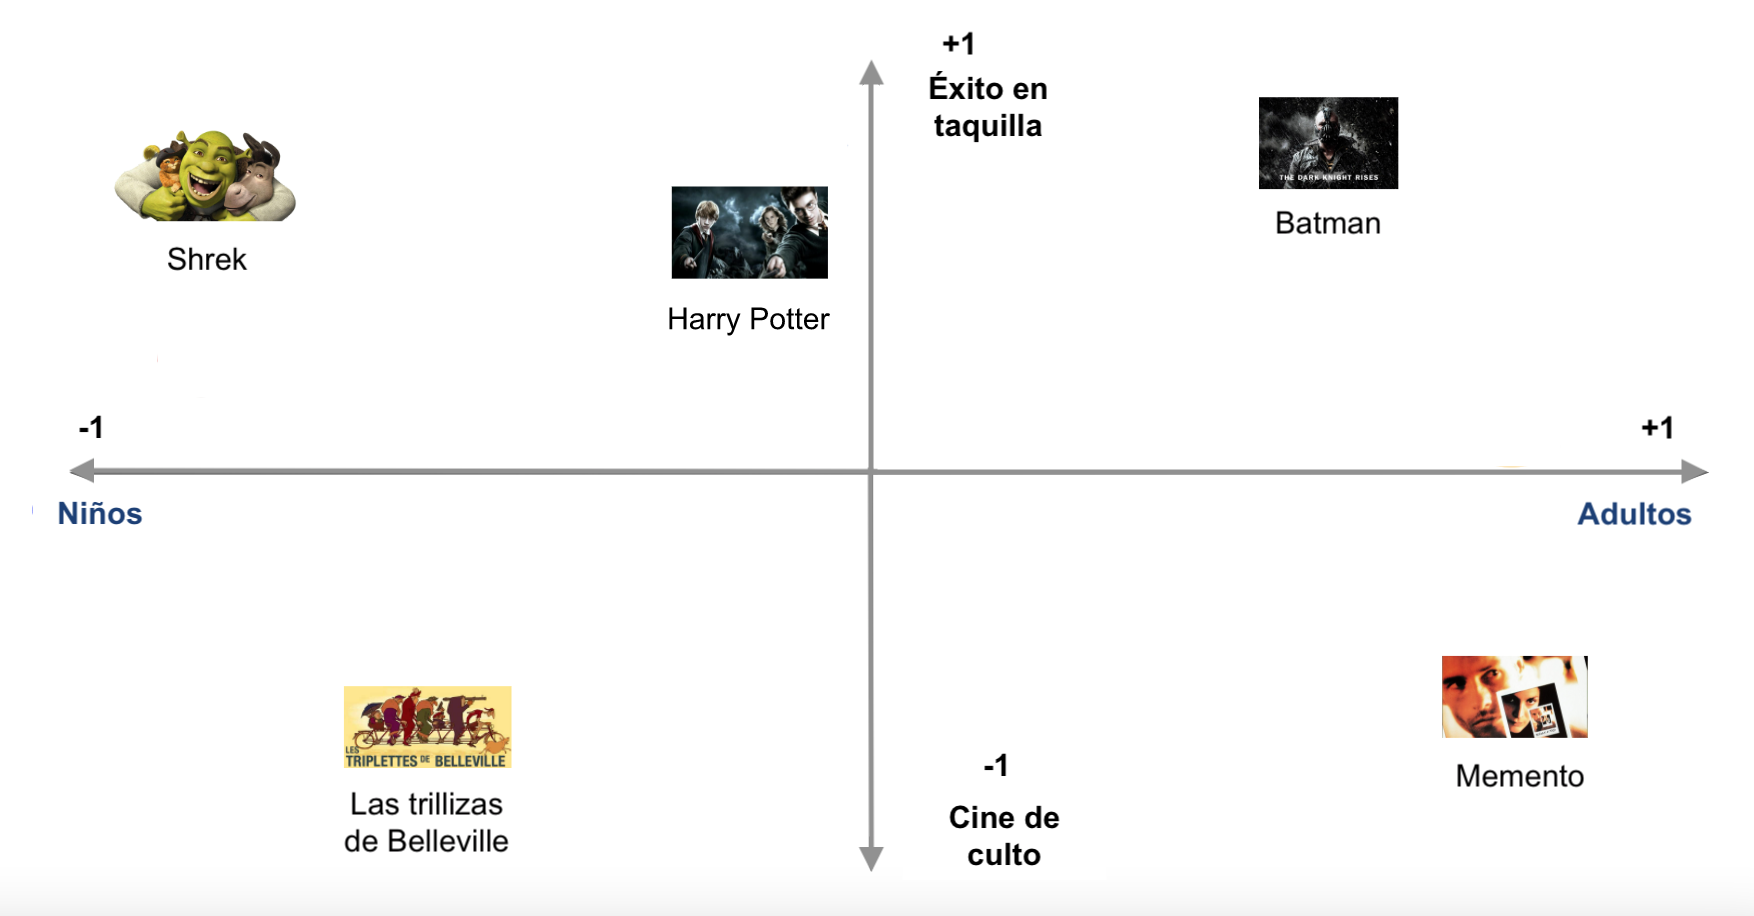 +1
Éxito en
taquilla
THE DARK KNIGHT RISES
Batman
Shrek
Harry Potter
-1
+1
Niños
Adultos
LES
TRIPLETTES DE BELLEVILLE
Las trillizas
de Belleville
-1
Cine de
culto
Memento